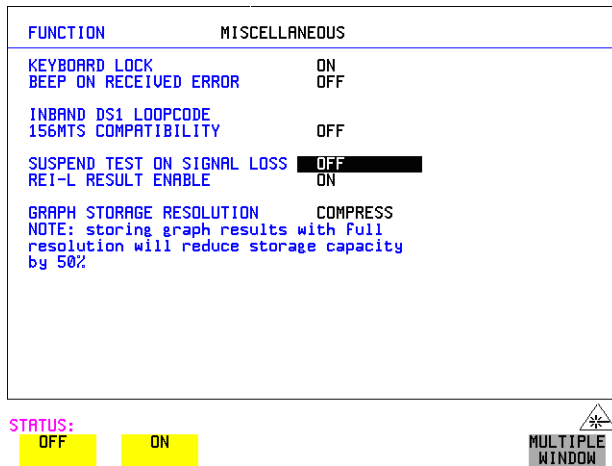 FUNCTION MISCELLANEOUS
KEYBOARD LOCK ON
BEEP ON RECEIVED ERROR OFF
INBAND DS1 LOOPCODE
156MTS COMPATIBILITY OFF
SUSPEND TEST ON SIGNAL LOSS OFF
REI-L RESULT ENABLE ON
GRAPH STORAGE RESOLUTION COMPRESS
NOTE: storing graph results with full
resolution will reduce storage capacity
by 50%
STATUS:
OFF ON MULTIPLE
WINDOW